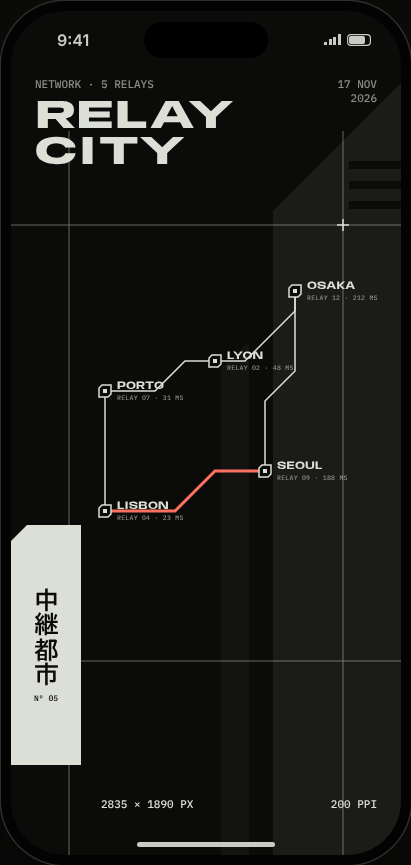 9:41
NETWORK · 5 RELAYS
17 NOV
2026
RELAY
CITY
OSAKA
RELAY 12 · 212 MS
LYON
RELAY 02 · 48 MS
PORTO
RELAY 07 · 31 MS
SEOUL
RELAY 09 · 188 MS
LISBON
RELAY 04 · 23 MS
中継都市
Nº 05
2835 × 1890 PX
200 PPI